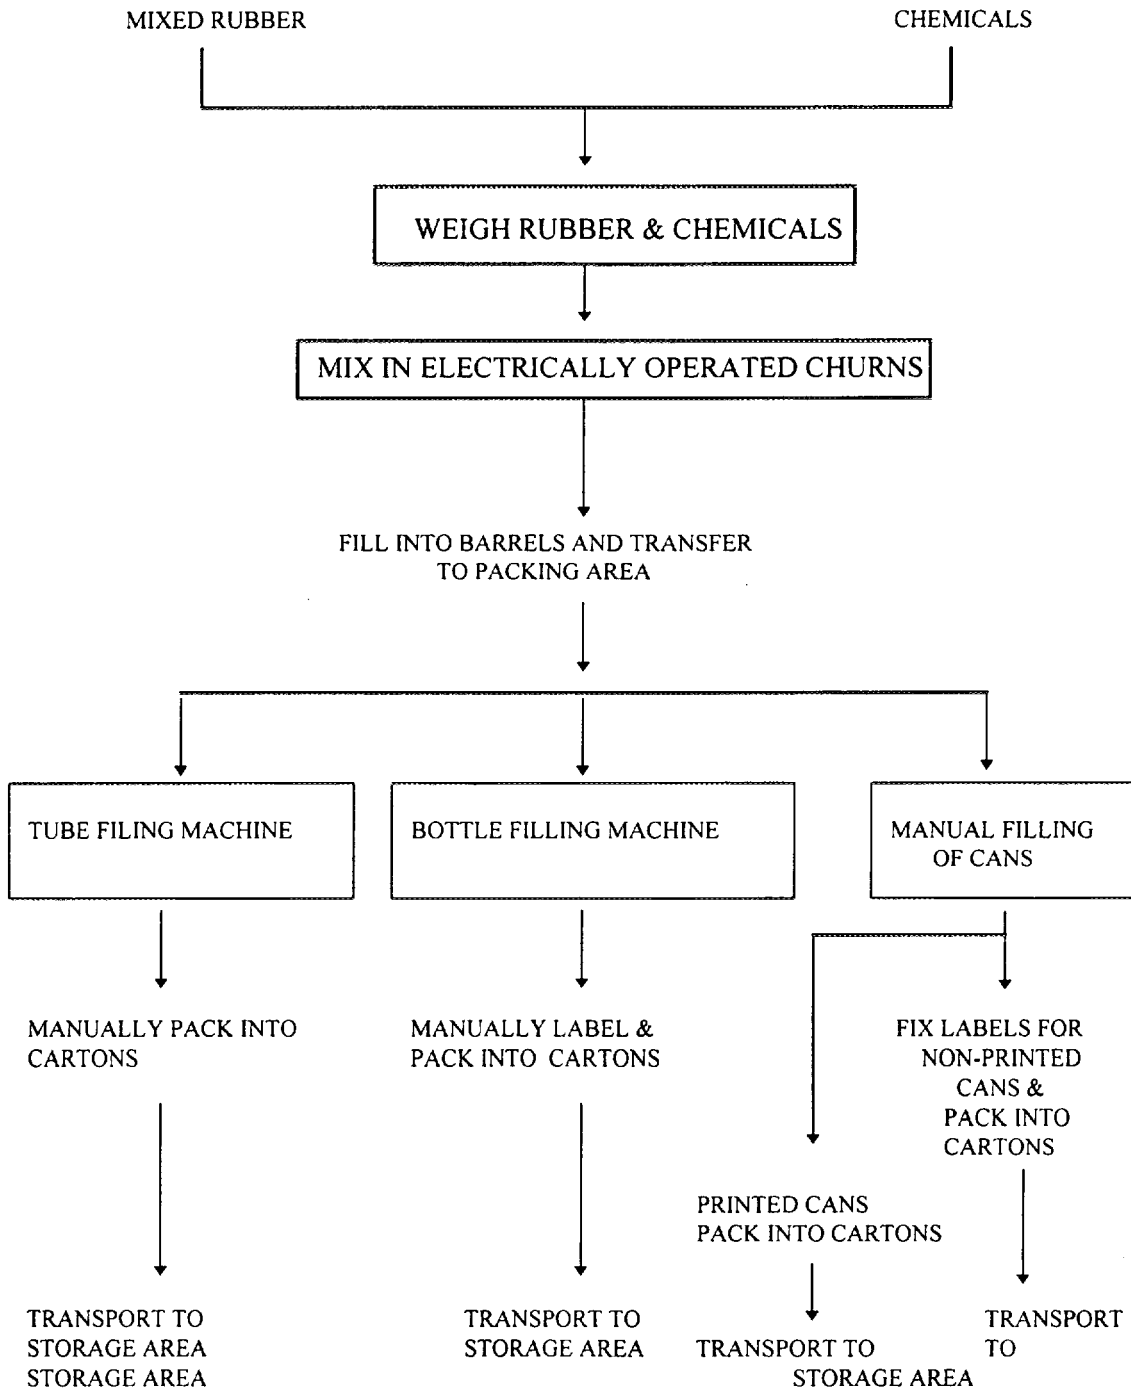 MIXED RUBBER
CHEMICALS
WEIGH RUBBER & CHEMICALS
MIX IN ELECTRICALLY OPERATED CHURNS
FILL INTO BARRELS AND TRANSFER
TO PACKING AREA
TUBE FILING MACHINE
BOTTLE FILLING MACHINE
MANUAL FILLING
OF CANS
MANUALLY PACK INTO
CARTONS
MANUALLY LABEL &
PACK INTO CARTONS
FIX LABELS FOR
NON-PRINTED
CANS &
PACK INTO
CARTONS
PRINTED CANS
PACK INTO CARTONS
TRANSPORT TO
STORAGE AREA
STORAGE AREA
TRANSPORT TO
STORAGE AREA
TRANSPORT TO
STORAGE AREA
TRANSPORT
TO